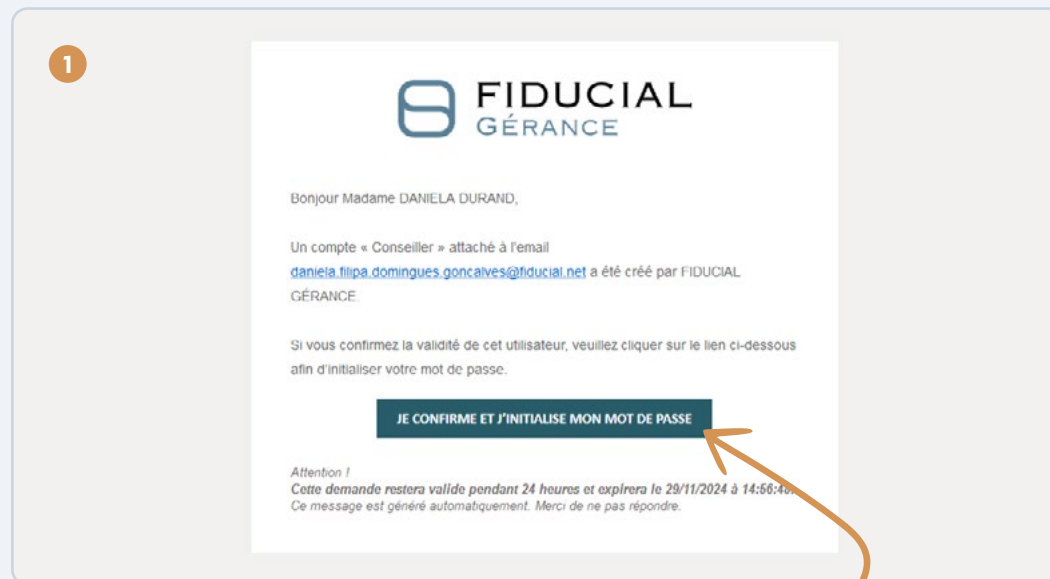 1
FIDUCIAL
GÉRANCE
Bonjour Madame DANIELA DURAND,
Un compte « Conseiller » attaché à l'email
daniela.filipa.domingues.goncalves@fiducial.net a été créé par FIDUCIAL
GÉRANCE.
Si vous confirmez la validité de cet utilisateur, veuillez cliquer sur le lien ci-dessous
afin d'initialiser votre mot de passe.
JE CONFIRME ET J'INITIALISE MON MOT DE PASSE
Attention !
Cette demande restera valide pendant 24 heures et expirera le 29/11/2024 à 14:56:40.
Ce message est généré automatiquement. Merci de ne pas répondre.